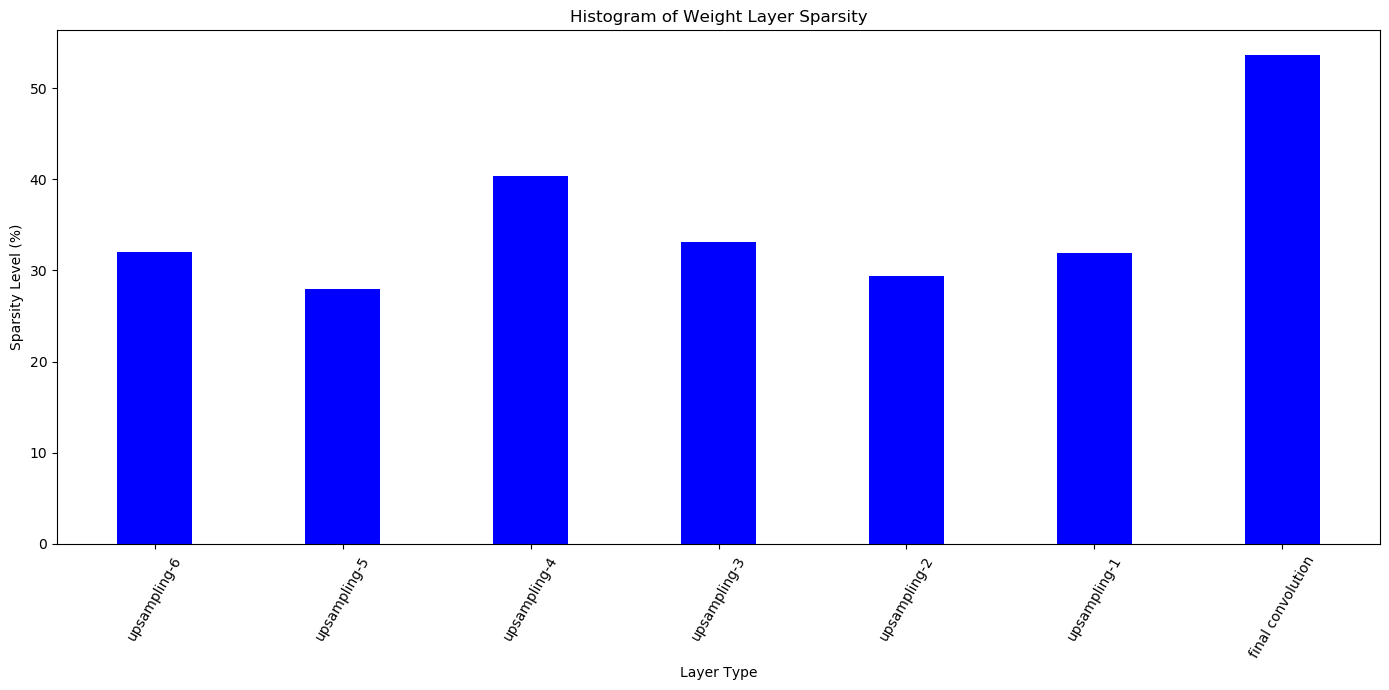 Histogram of Weight Layer Sparsity
Sparsity Level (%)
50
40
30
20
10
0
upsampling-6
upsampling-5
upsampling-4
upsampling-3
upsampling-2
upsampling-1
final convolution
Layer Type